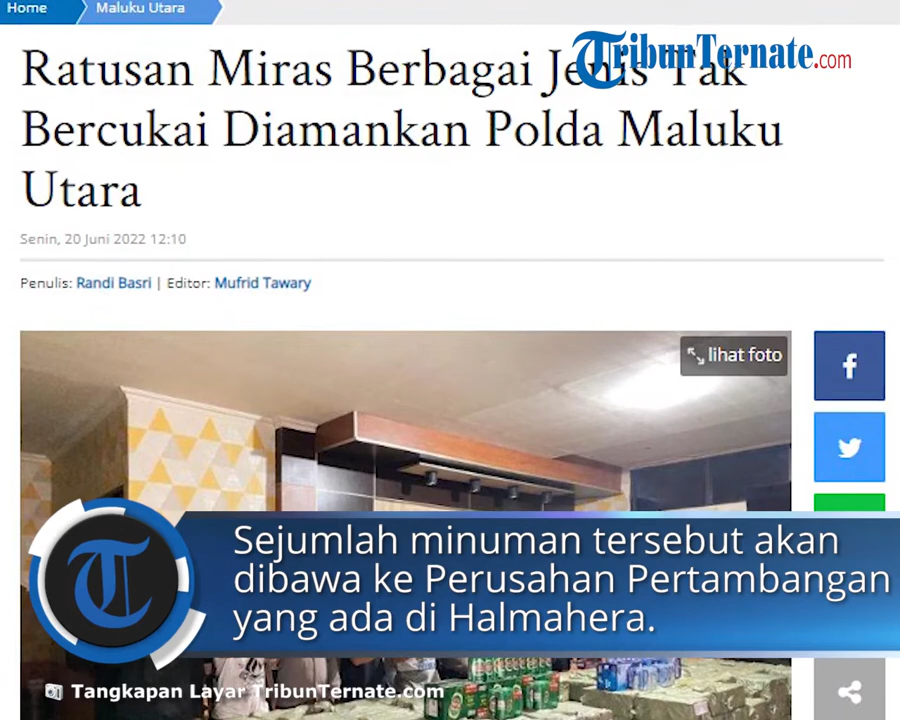 Home
Maluku Utara
TribunTernate.com
Ratusan Miras Berbagai Jenis Tak
Bercukai Diamankan Polda Maluku
Utara
Senin, 20 Juni 2022 12:10
Penulis: Randi Basri | Editor: Mufrid Tawary
lihat foto
Sejumlah minuman tersebut akan
dibawa ke Perusahan Pertambangan
yang ada di Halmahera.
Tangkapan Layar TribunTernate.com